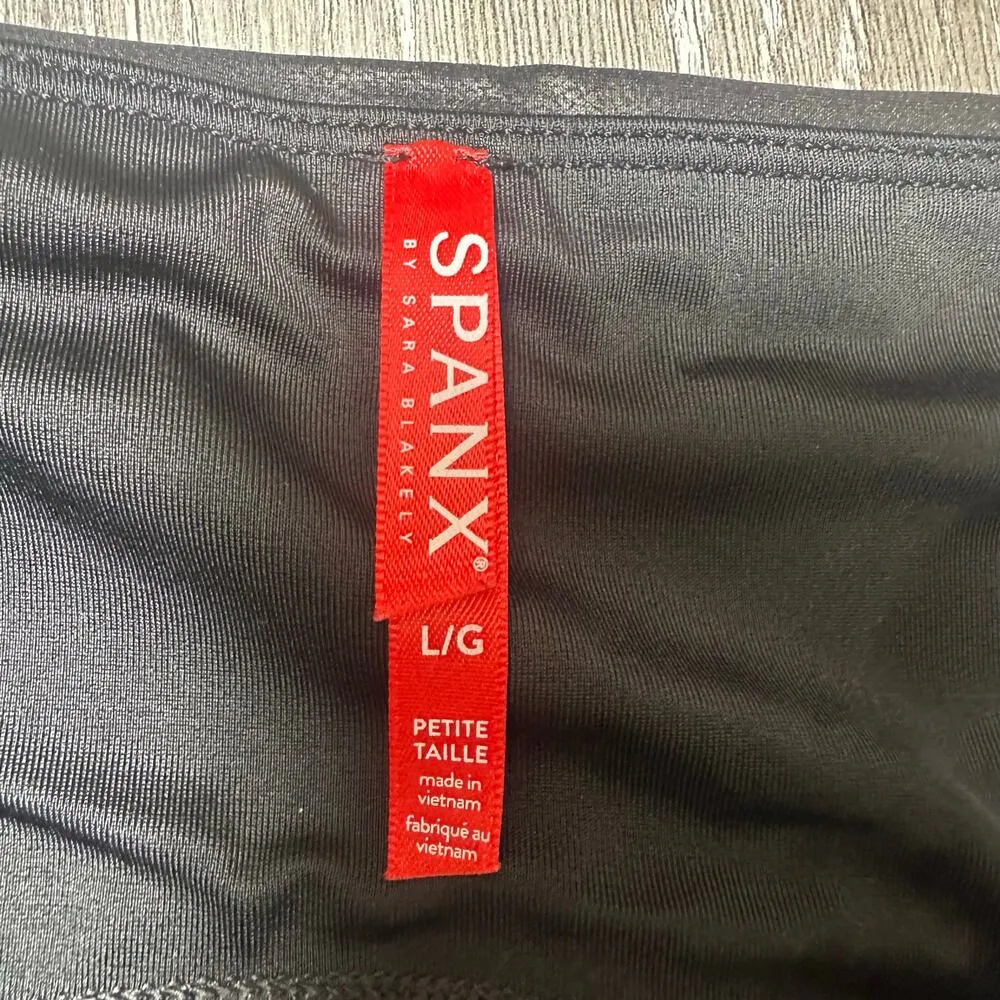 SPANX®
BY SARA BLAKELY
L/G
PETITE
TAILLE
made in
vietnam
fabriqué au
vietnam